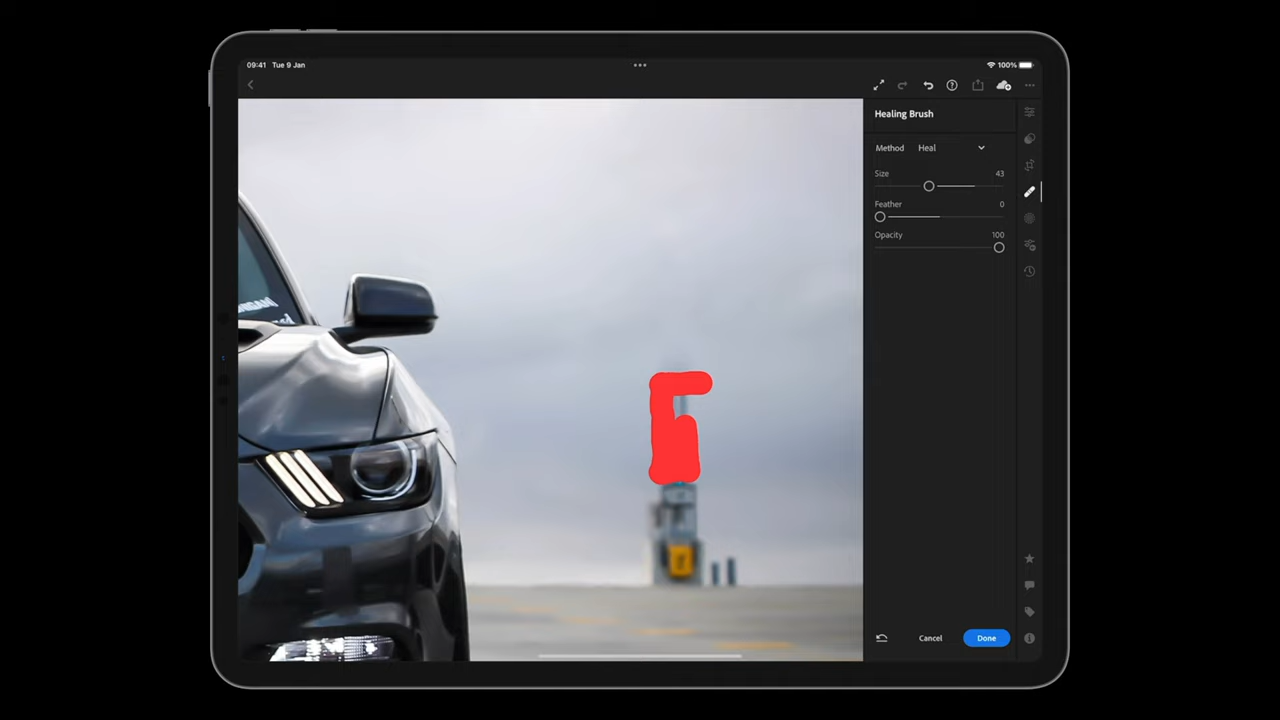 09:41 Tue 9 Jan
100%
Healing Brush
Method Heal
Size 43
Feather 0
Opacity 100
Cancel Done